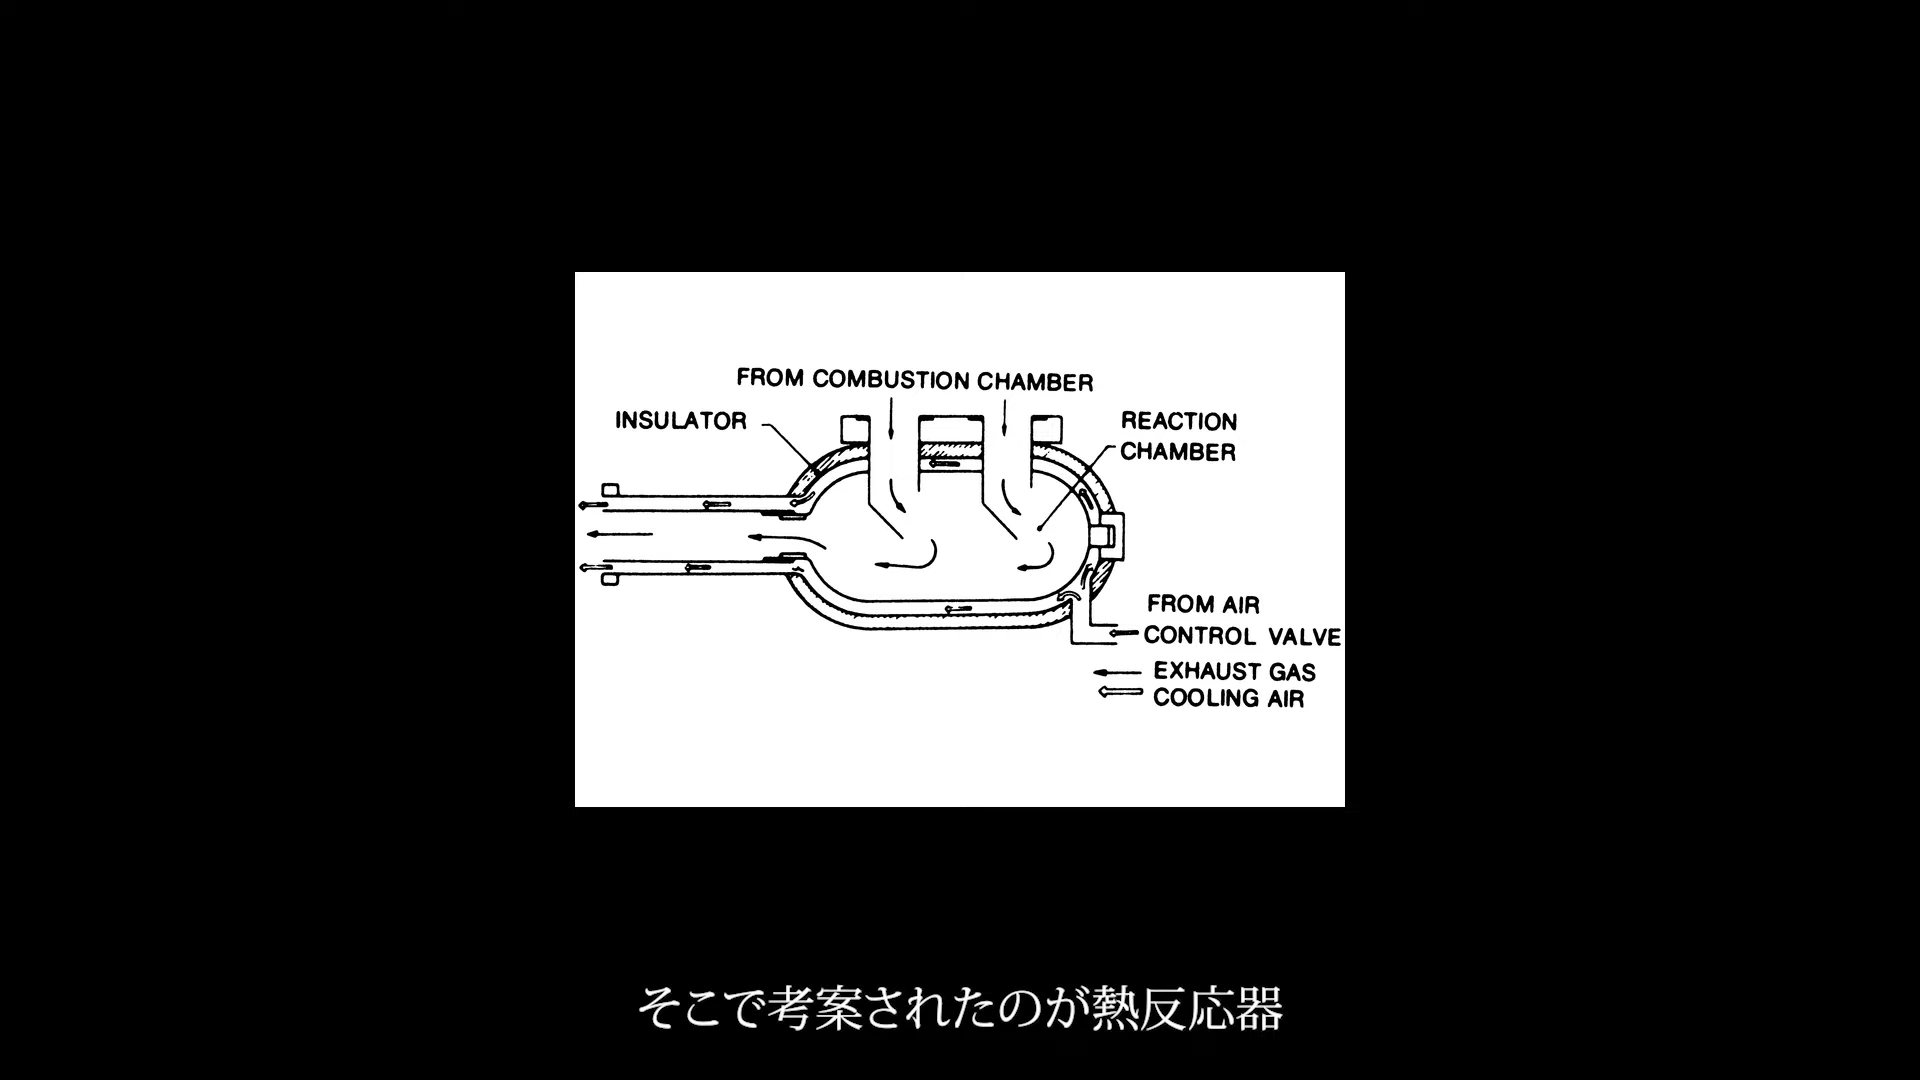 FROM COMBUSTION CHAMBER
INSULATOR
REACTION
CHAMBER
FROM AIR
CONTROL VALVE
EXHAUST GAS
COOLING AIR
そこで考案されたのが熱反応器